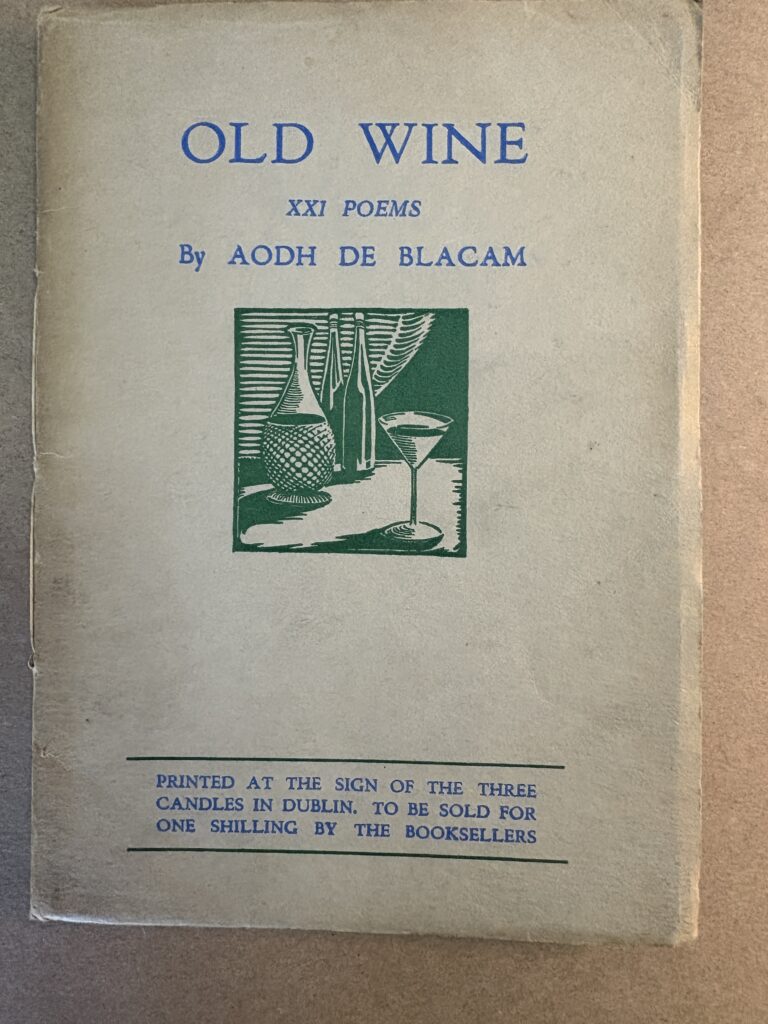 OLD WINE
XXI POEMS
By AODH DE BLACAM
PRINTED AT THE SIGN OF THE THREE
CANDLES IN DUBLIN. TO BE SOLD FOR
ONE SHILLING BY THE BOOKSELLERS